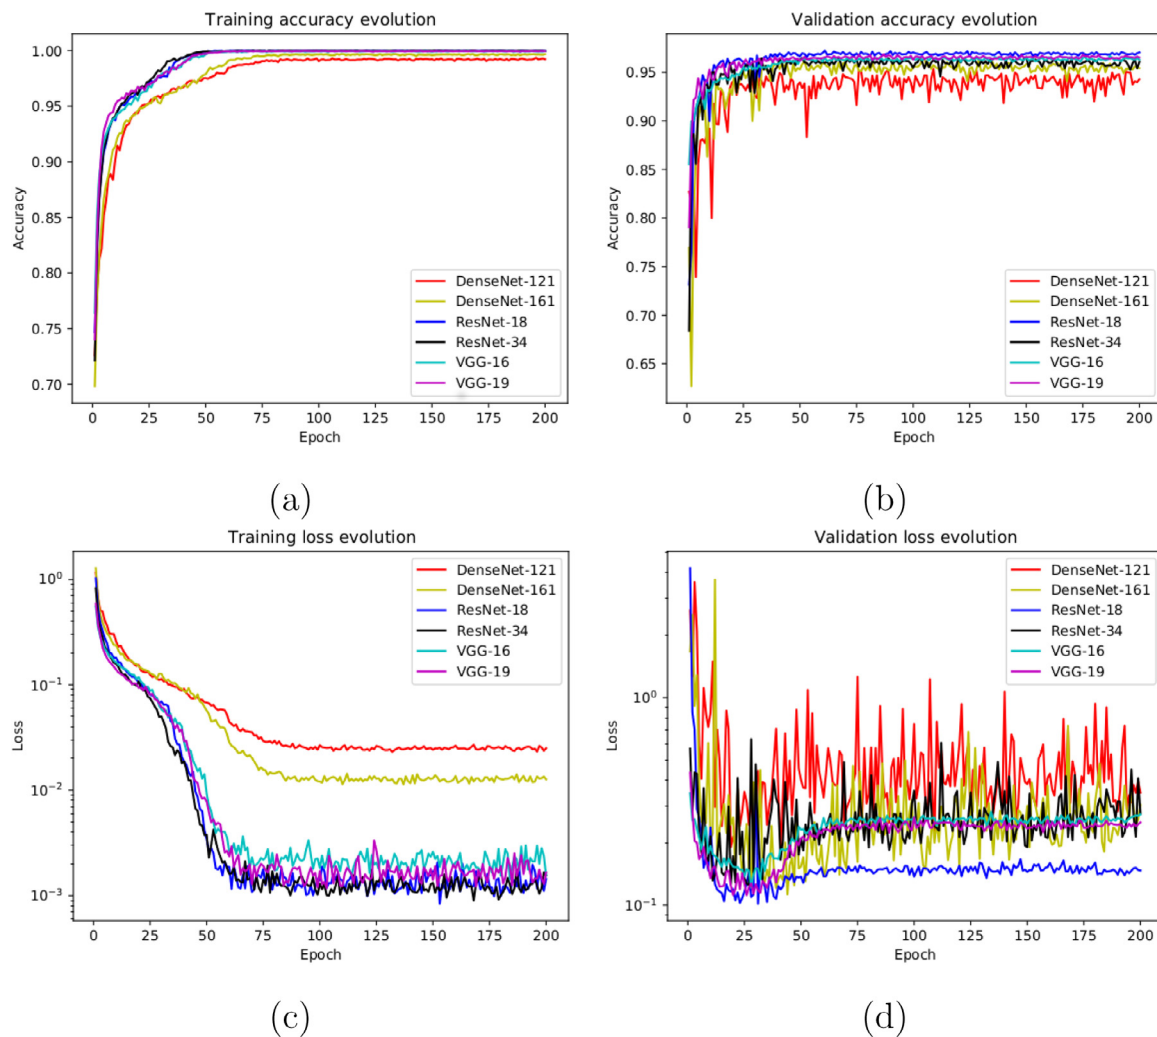 Training accuracy evolution
1.00
0.95
0.90
0.85
0.80
0.75
0.70
Accuracy
DenseNet-121
DenseNet-161
ResNet-18
ResNet-34
VGG-16
VGG-19
0 25 50 75 100 125 150 175 200
Epoch
(a)
Validation accuracy evolution
0.95
0.90
0.85
0.80
0.75
0.70
0.65
Accuracy
DenseNet-121
DenseNet-161
ResNet-18
ResNet-34
VGG-16
VGG-19
0 25 50 75 100 125 150 175 200
Epoch
(b)
Training loss evolution
10⁰
10⁻¹
10⁻²
10⁻³
Loss
DenseNet-121
DenseNet-161
ResNet-18
ResNet-34
VGG-16
VGG-19
0 25 50 75 100 125 150 175 200
Epoch
(c)
Validation loss evolution
10⁰
10⁻¹
Loss
DenseNet-121
DenseNet-161
ResNet-18
ResNet-34
VGG-16
VGG-19
0 25 50 75 100 125 150 175 200
Epoch
(d)